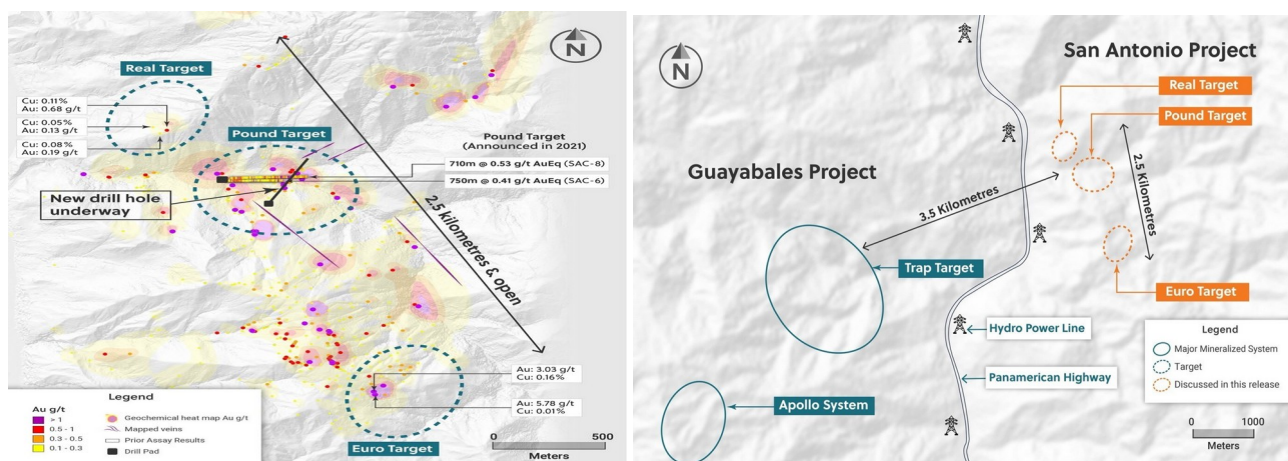 N
Real Target
Cu: 0.11%
Au: 0.68 g/t
Cu: 0.05%
Au: 0.13 g/t
Cu: 0.08%
Au: 0.19 g/t
Pound Target
Pound Target
(Announced in 2021)
710m @ 0.53 g/t AuEq (SAC-8)
750m @ 0.41 g/t AuEq (SAC-6)
New drill hole
underway
2.5 kilometres & open
Au: 3.03 g/t
Cu: 0.16%
Au: 5.78 g/t
Cu: 0.01%
Euro Target
Legend
Au g/t
> 1
0.5 - 1
0.3 - 0.5
0.1 - 0.3
Geochemical heat map Au g/t
Mapped veins
Prior Assay Results
Drill Pad
0 500
Meters
N
San Antonio Project
Real Target
Pound Target
2.5 Kilometres
Guayabales Project
3.5 Kilometres
Trap Target
Euro Target
Hydro Power Line
Panamerican Highway
Apollo System
Legend
Major Mineralized System
Target
Discussed in this release
0 1000
Meters